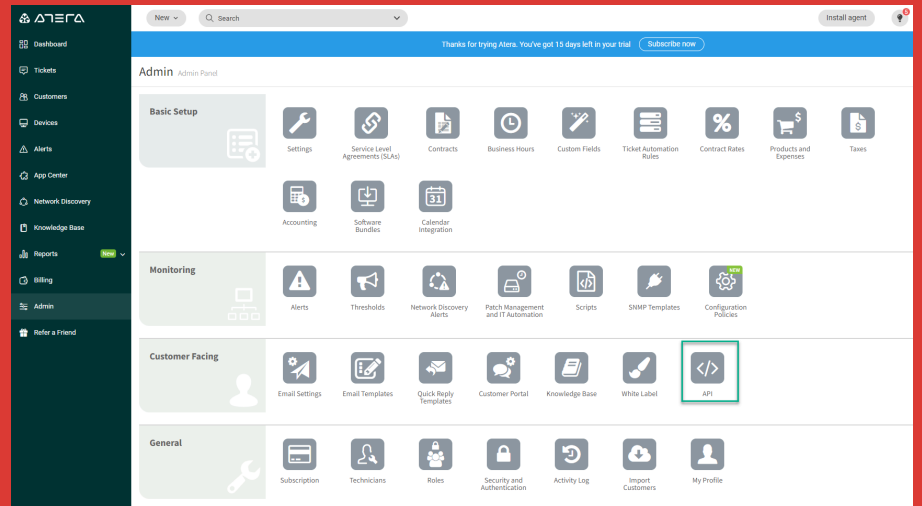 ATERA
New
Search
Install agent
5
Dashboard
Tickets
Customers
Devices
Alerts
App Center
Network Discovery
Knowledge Base
Reports New
Billing
Admin
Refer a Friend
Thanks for trying Atera. You've got 15 days left in your trial Subscribe now
Admin Admin Panel
Basic Setup
Settings
Service Level
Agreements (SLAs)
Contracts
Business Hours
Custom Fields
Ticket Automation
Rules
Contract Rates
Products and
Expenses
Taxes
Accounting
Software
Bundles
31
Calendar
Integration
Monitoring
Alerts
Thresholds
Network Discovery
Alerts
Patch Management
and IT Automation
Scripts
SNMP Templates
NEW
Configuration
Policies
Customer Facing
Email Settings
Email Templates
Quick Reply
Templates
Customer Portal
Knowledge Base
White Label
API
General
Subscription
Technicians
Roles
Security and
Authentication
Activity Log
Import
Customers
My Profile